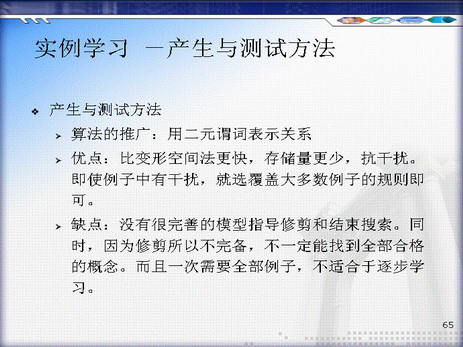 实例学习 －产生与测试方法
产生与测试方法
算法的推广：用二元谓词表示关系
优点：比变形空间法更快，存储量更少，抗干扰。
即使例子中有干扰，就选覆盖大多数例子的规则即
可。
缺点：没有很完善的模型指导修剪和结束搜索。同
时，因为修剪所以不完备，不一定能找到全部合格
的概念。而且一次需要全部例子，不适合于逐步学
习。
65